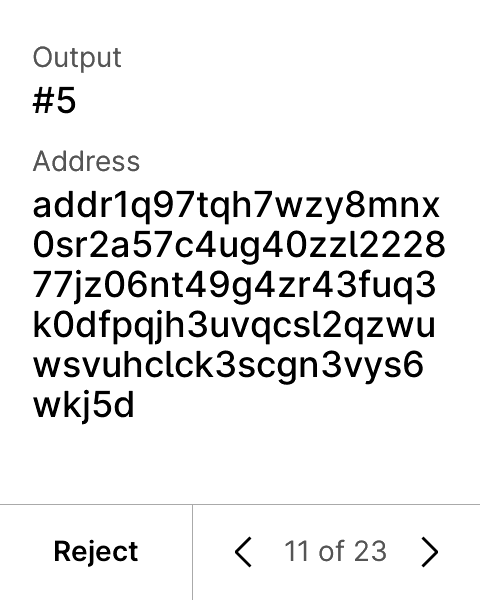 Output
#5
Address
addr1q97tqh7wzy8mnx
0sr2a57c4ug40zzl2228
77jz06nt49g4zr43fuq3
k0dfpqjh3uvqcsl2qzwu
wsvuhclck3scgn3vys6
wkj5d
Reject
11 of 23